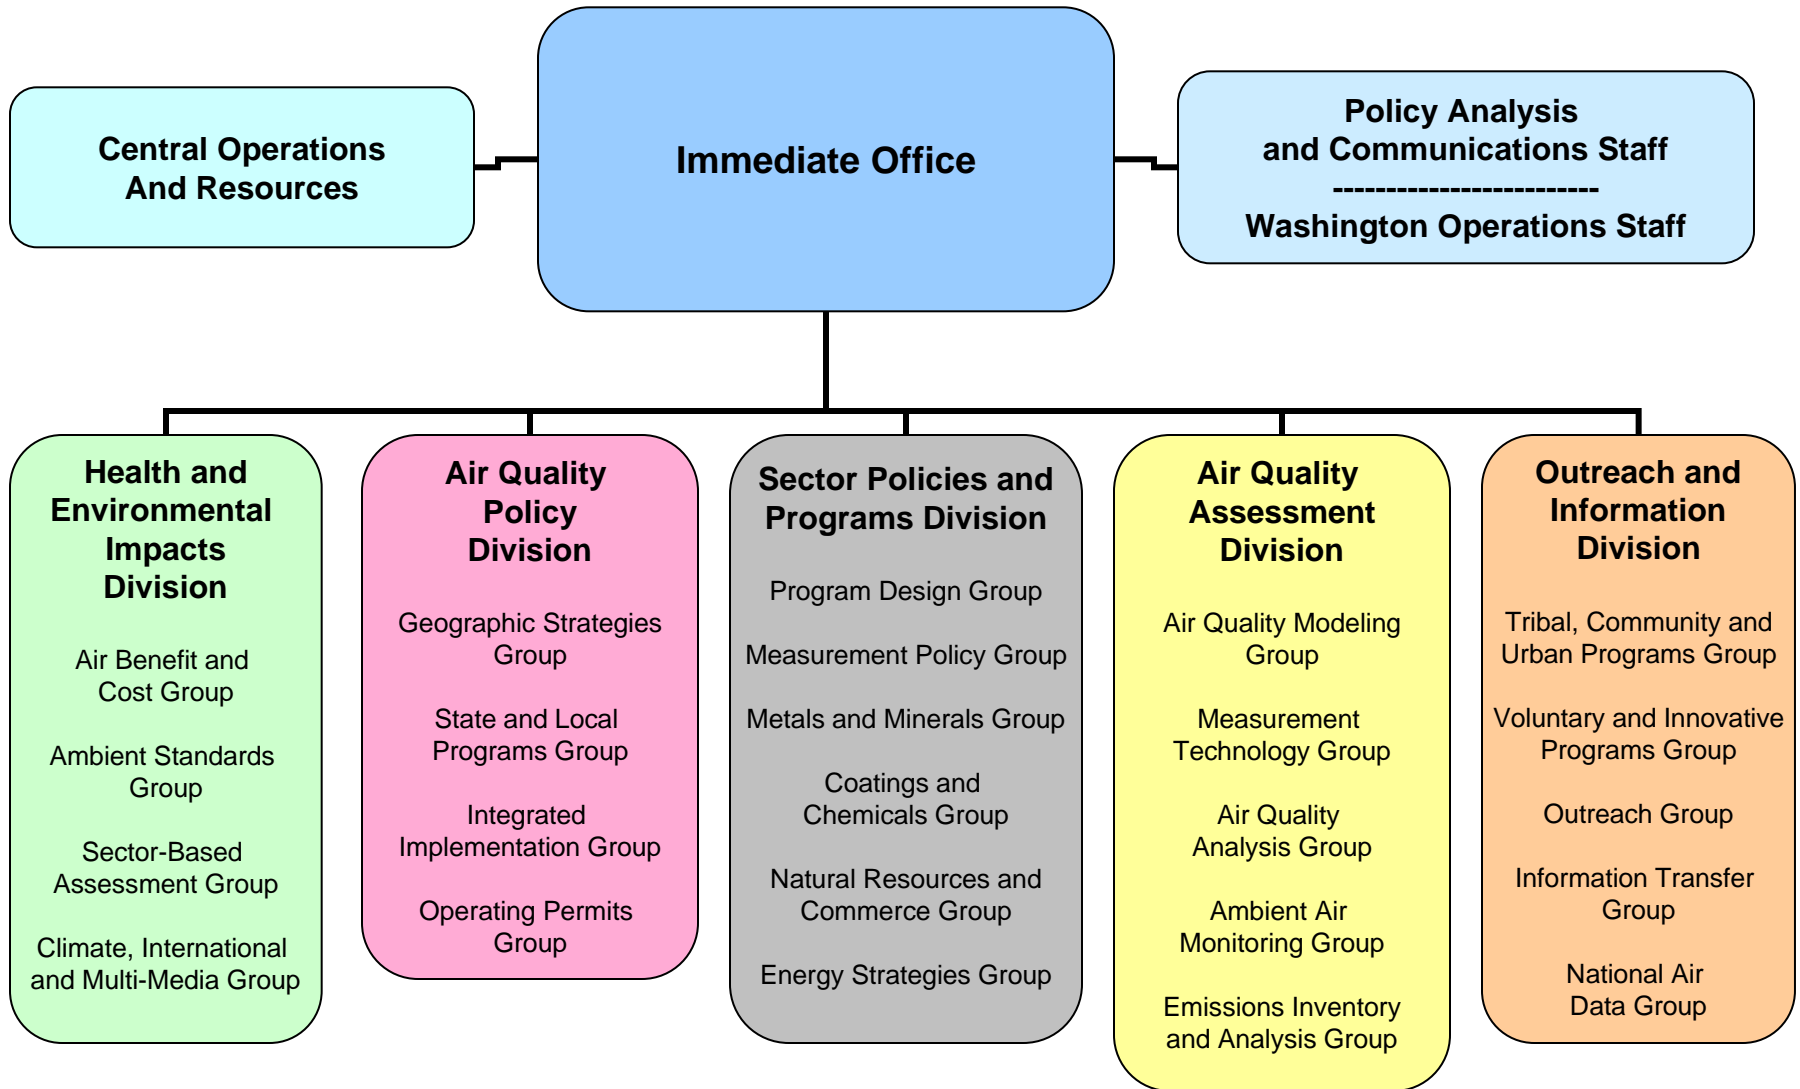 Central Operations
And Resources
Immediate Office
Policy Analysis
and Communications Staff
-------------------------
Washington Operations Staff
Health and
Environmental
Impacts
Division
Air Benefit and
Cost Group
Ambient Standards
Group
Sector-Based
Assessment Group
Climate, International
and Multi-Media Group
Air Quality
Policy
Division
Geographic Strategies
Group
State and Local
Programs Group
Integrated
Implementation Group
Operating Permits
Group
Sector Policies and
Programs Division
Program Design Group
Measurement Policy Group
Metals and Minerals Group
Coatings and
Chemicals Group
Natural Resources and
Commerce Group
Energy Strategies Group
Air Quality
Assessment
Division
Air Quality Modeling
Group
Measurement
Technology Group
Air Quality
Analysis Group
Ambient Air
Monitoring Group
Emissions Inventory
and Analysis Group
Outreach and
Information
Division
Tribal, Community and
Urban Programs Group
Voluntary and Innovative
Programs Group
Outreach Group
Information Transfer
Group
National Air
Data Group